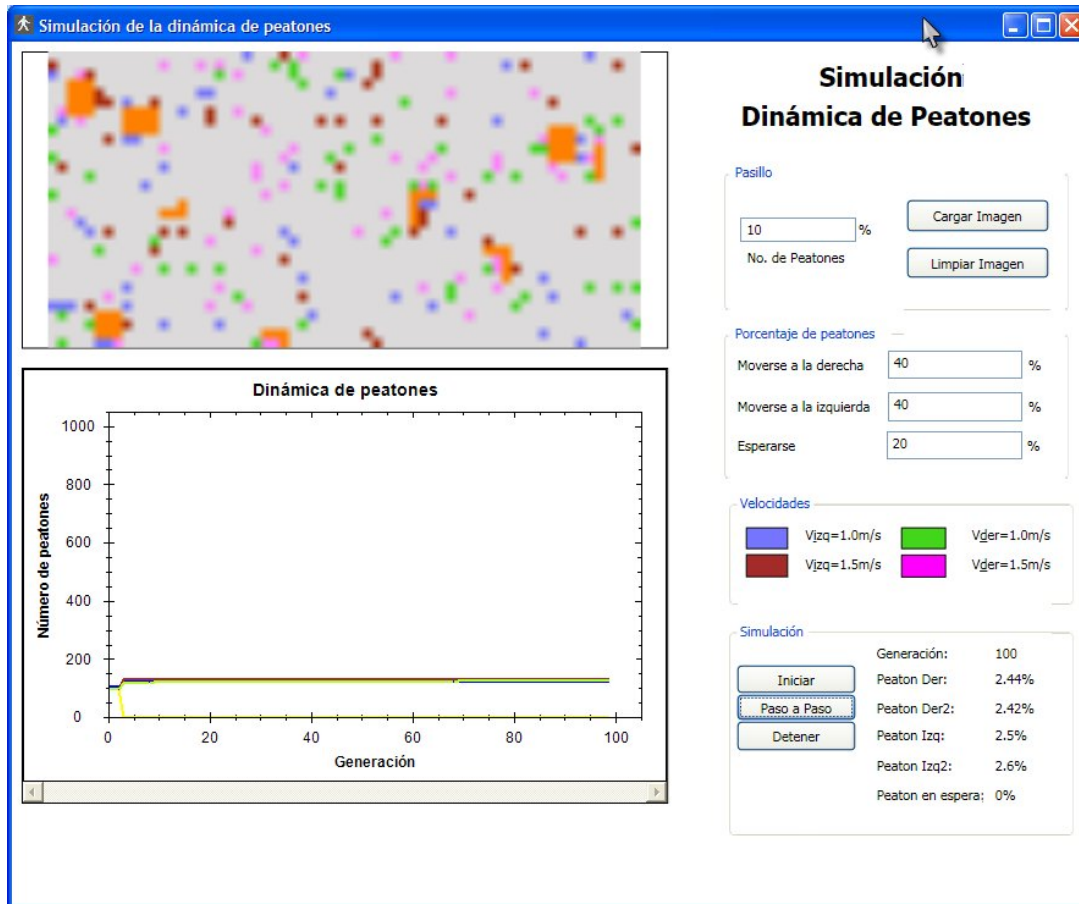 Simulación de la dinámica de peatones
Simulación
Dinámica de Peatones
Pasillo
10 %
No. de Peatones
Cargar Imagen
Limpiar Imagen
Porcentaje de peatones
Moverse a la derecha 40 %
Moverse a la izquierda 40 %
Esperarse 20 %
Velocidades
Vizq=1.0m/s Vder=1.0m/s
Vizq=1.5m/s Vder=1.5m/s
Simulación
Generación: 100
Iniciar Peaton Der: 2.44%
Paso a Paso Peaton Der2: 2.42%
Detener Peaton Izq: 2.5%
Peaton Izq2: 2.6%
Peaton en espera: 0%
Dinámica de peatones
Número de peatones
1000
800
600
400
200
0
0 20 40 60 80 100
Generación